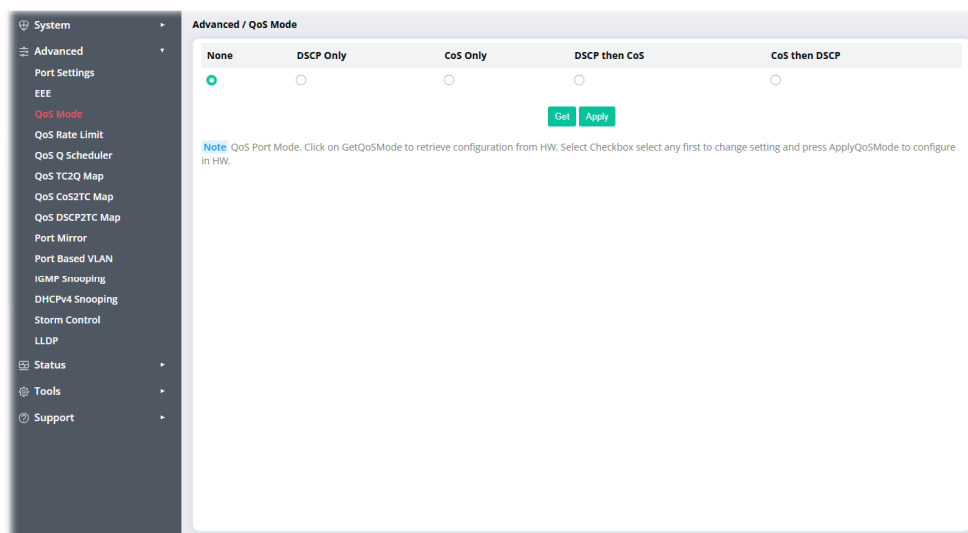 System
Advanced
Port Settings
EEE
QoS Mode
QoS Rate Limit
QoS Q Scheduler
QoS TC2Q Map
QoS CoS2TC Map
QoS DSCP2TC Map
Port Mirror
Port Based VLAN
IGMP Snooping
DHCPv4 Snooping
Storm Control
LLDP
Status
Tools
Support
Advanced / QoS Mode
None DSCP Only CoS Only DSCP then CoS CoS then DSCP
Get Apply
Note QoS Port Mode. Click on GetQoSMode to retrieve configuration from HW. Select Checkbox select any first to change setting and press ApplyQoSMode to configure
in HW.